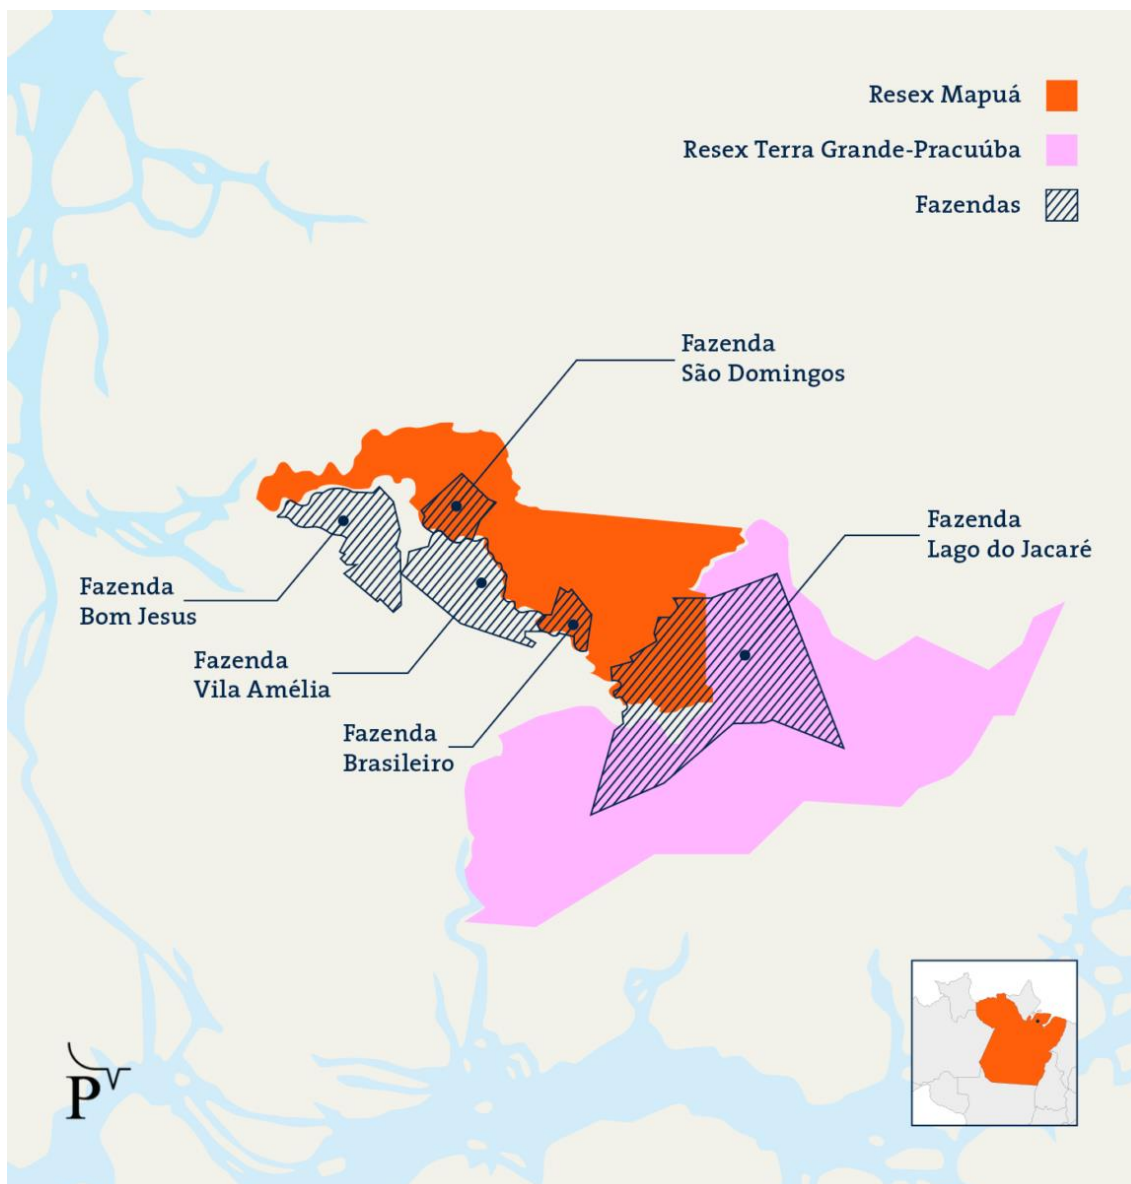 Resex Mapuá
Resex Terra Grande-Pracuúba
Fazendas
Fazenda
São Domingos
Fazenda
Lago do Jacaré
Fazenda
Bom Jesus
Fazenda
Vila Amélia
Fazenda
Brasileiro
P